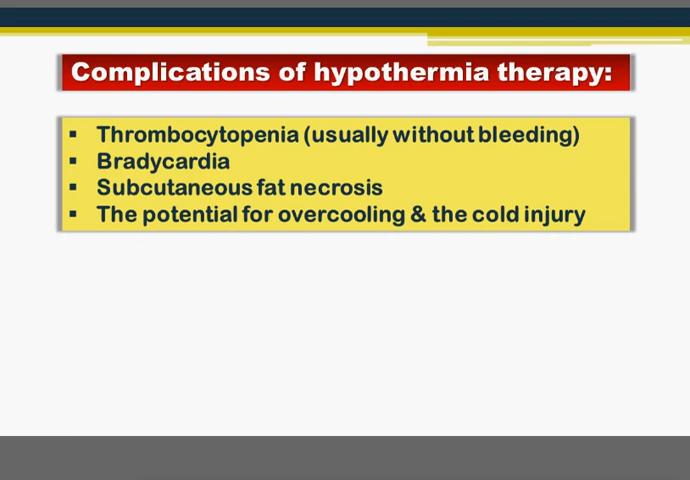 Complications of hypothermia therapy:
▪ Thrombocytopenia (usually without bleeding)
▪ Bradycardia
▪ Subcutaneous fat necrosis
▪ The potential for overcooling & the cold injury